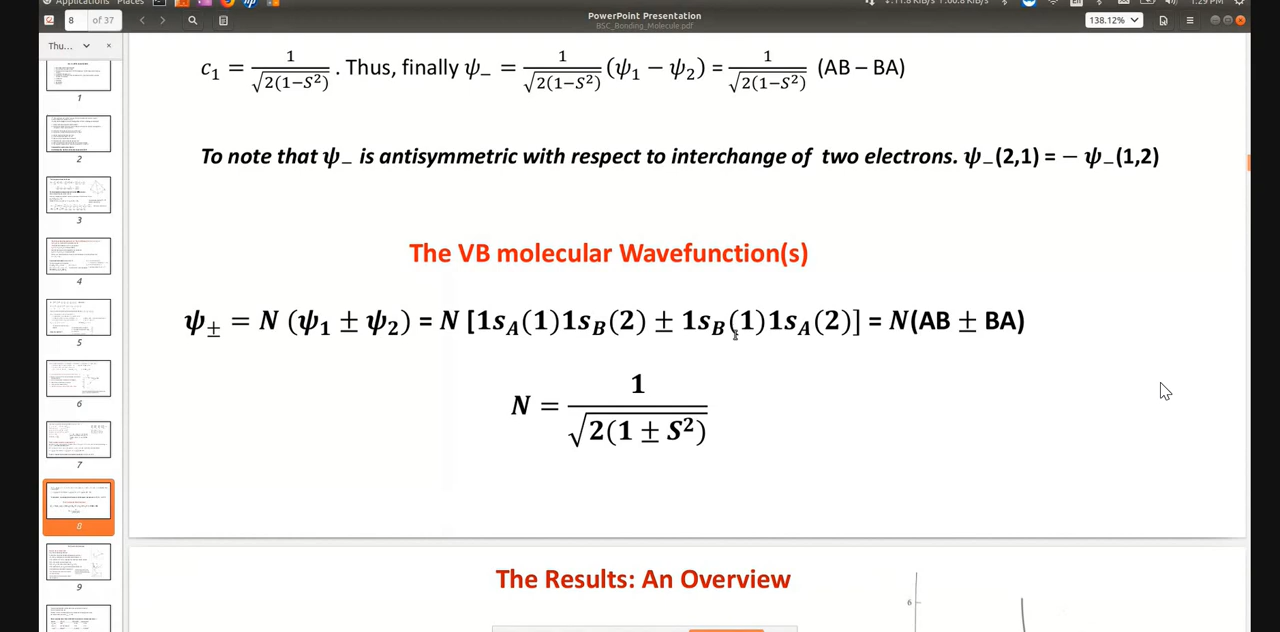 Applications Places
1:29 PM
8 of 37
PowerPoint Presentation
BSC_Bonding_Molecule.pdf
138.12%
Thu...
c₁ = 1/√2(1−S²) . Thus, finally ψ₋ = 1/√2(1−S²) (ψ₁ − ψ₂) = 1/√2(1−S²) (AB – BA)
To note that ψ₋ is antisymmetric with respect to interchange of two electrons. ψ₋(2,1) = − ψ₋(1,2)
The VB molecular Wavefunction(s)
ψ± = N (ψ₁ ± ψ₂) = N [1s_A(1)1s_B(2) ± 1s_B(1)1s_A(2)] = N(AB ± BA)
N = 1/√2(1 ± S²)
The Results: An Overview
6
1
2
3
4
5
6
7
8
9